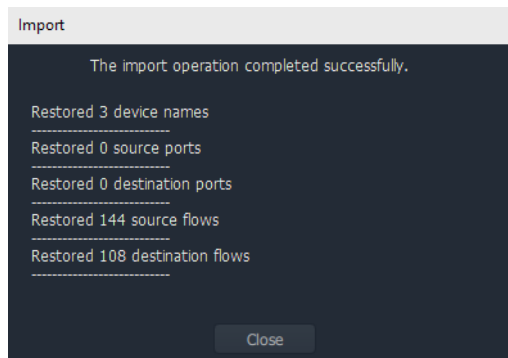 Import
The import operation completed successfully.
Restored 3 device names
---------------------------
Restored 0 source ports
---------------------------
Restored 0 destination ports
---------------------------
Restored 144 source flows
---------------------------
Restored 108 destination flows
---------------------------
Close